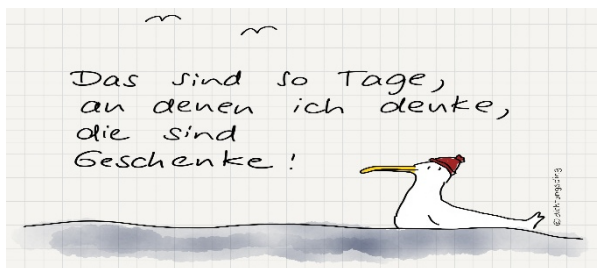 Das sind so Tage,
an denen ich denke,
die sind
Geschenke!